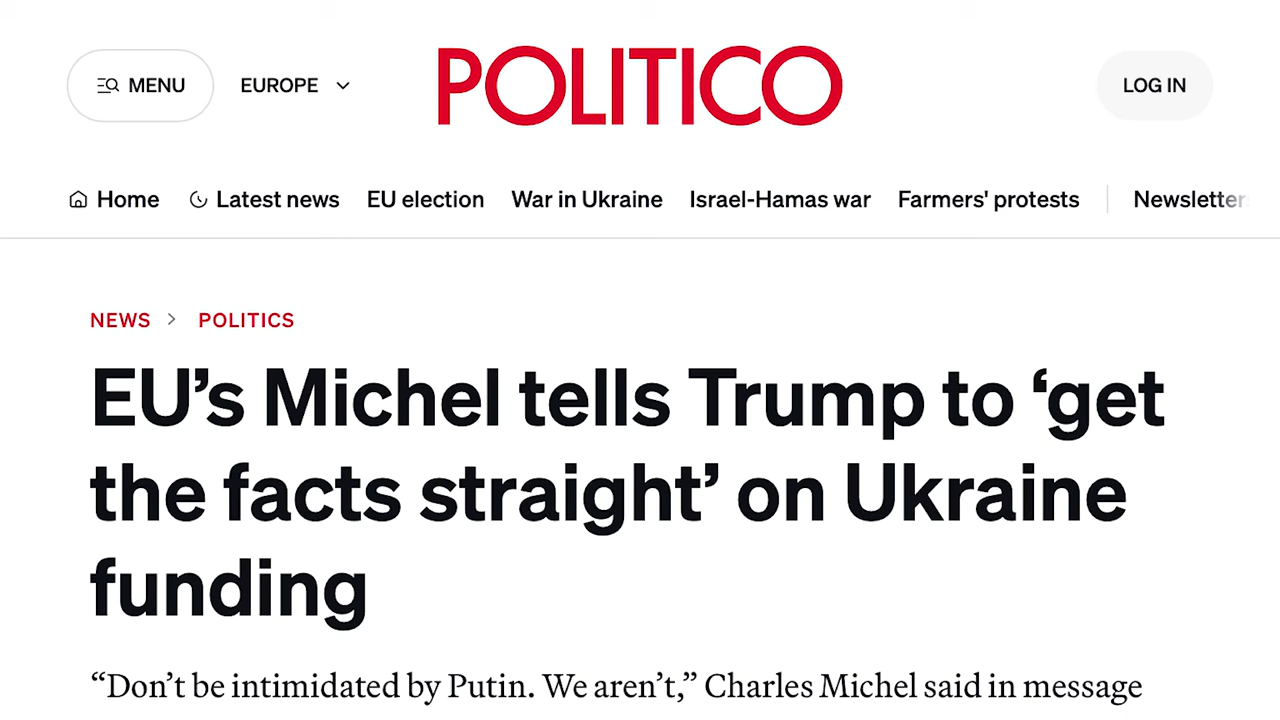 MENU
EUROPE
POLITICO
LOG IN
Home
Latest news
EU election
War in Ukraine
Israel-Hamas war
Farmers' protests
Newsletter
NEWS > POLITICS
EU’s Michel tells Trump to ‘get
the facts straight’ on Ukraine
funding
“Don’t be intimidated by Putin. We aren’t,” Charles Michel said in message